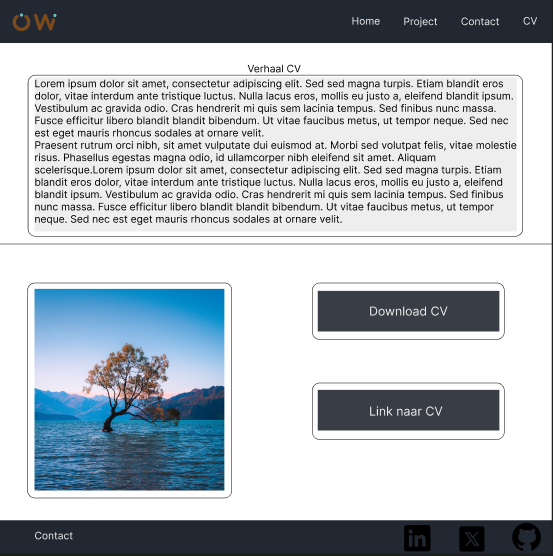 OW
Home Project Contact CV
Verhaal CV
Lorem ipsum dolor sit amet, consectetur adipiscing elit. Sed sed magna turpis. Etiam blandit eros
dolor, vitae interdum ante tristique luctus. Nulla lacus eros, mollis eu justo a, eleifend blandit ipsum.
Vestibulum ac gravida odio. Cras hendrerit mi quis sem lacinia tempus. Sed finibus nunc massa.
Fusce efficitur libero blandit blandit bibendum. Ut vitae faucibus metus, ut tempor neque. Sed nec
est eget mauris rhoncus sodales at ornare velit.
Praesent rutrum orci nibh, sit amet vulputate dui euismod at. Morbi sed volutpat felis, vitae molestie
risus. Phasellus egestas magna odio, id ullamcorper nibh eleifend sit amet. Aliquam
scelerisque.Lorem ipsum dolor sit amet, consectetur adipiscing elit. Sed sed magna turpis. Etiam
blandit eros dolor, vitae interdum ante tristique luctus. Nulla lacus eros, mollis eu justo a, eleifend
blandit ipsum. Vestibulum ac gravida odio. Cras hendrerit mi quis sem lacinia tempus. Sed finibus
nunc massa. Fusce efficitur libero blandit blandit bibendum. Ut vitae faucibus metus, ut tempor
neque. Sed nec est eget mauris rhoncus sodales at ornare velit.
Download CV
Link naar CV
Contact
in X